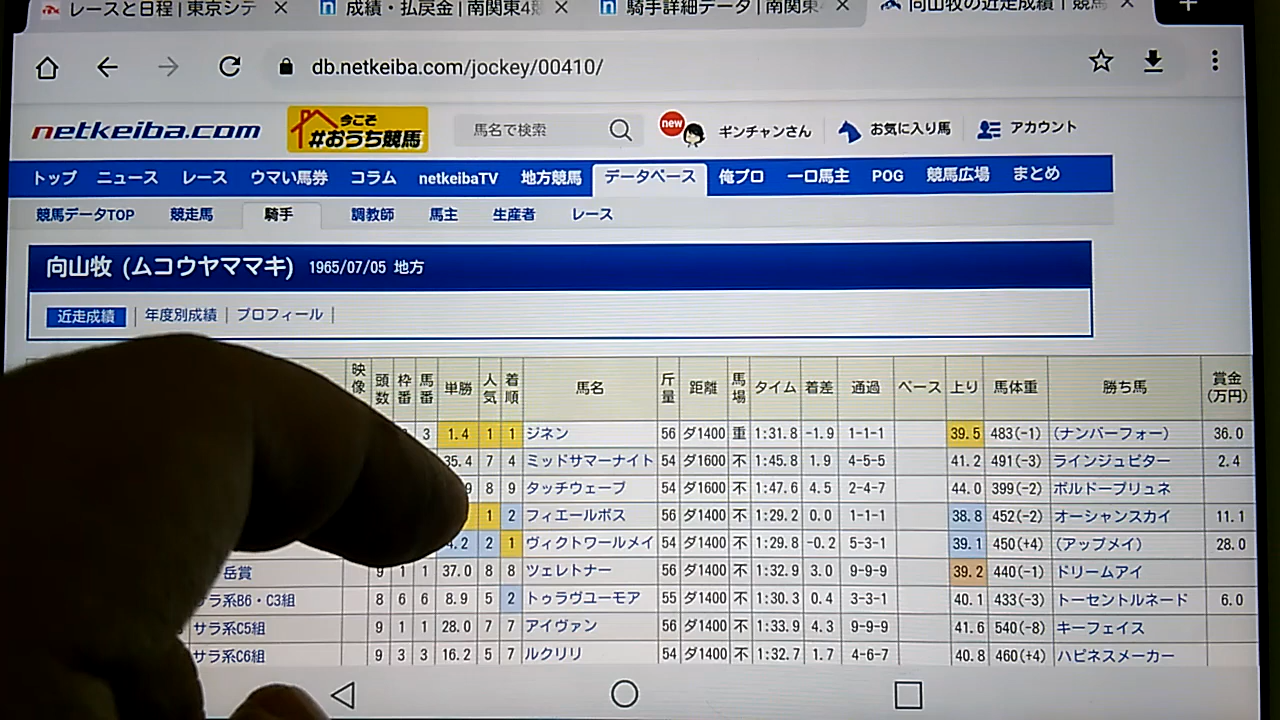 レースと日程 | 東京シテ × 成績・払戻金 | 南関東4競 × 騎手詳細データ | 南関東 × 向山牧の近走成績 | 競馬 × +
db.netkeiba.com/jockey/00410/
netkeiba.com 今こそ #おうち競馬 馬名で検索 new ギンチャンさん お気に入り馬 アカウント
トップ ニュース レース ウマい馬券 コラム netkeibaTV 地方競馬 データベース 俺プロ 一口馬主 POG 競馬広場 まとめ
競馬データTOP 競走馬 騎手 調教師 馬主 生産者 レース
向山牧 (ムコウヤママキ) 1965/07/05 地方
近走成績 | 年度別成績 | プロフィール |
映像 頭数 枠番 馬番 単勝 人気 着順 馬名 斤量 距離 馬場 タイム 着差 通過 ペース 上り 馬体重 勝ち馬 賞金(万円)
3 1.4 1 1 ジネン 56 ダ1400 重 1:31.8 -1.9 1-1-1 39.5 483(-1) (ナンバーフォー) 36.0
35.4 7 4 ミッドサマーナイト 54 ダ1600 不 1:45.8 1.9 4-5-5 41.2 491(-3) ラインジュピター 2.4
9 8 9 タッチウェーブ 54 ダ1600 不 1:47.6 4.5 2-4-7 44.0 399(-2) ボルドープリュネ
1 2 フィエールボス 56 ダ1400 不 1:29.2 0.0 1-1-1 38.8 452(-2) オーシャンスカイ 11.1
4.2 2 1 ヴィクトワールメイ 54 ダ1400 不 1:29.8 -0.2 5-3-1 39.1 450(+4) (アップメイ) 28.0
岳賞 9 1 1 37.0 8 8 ツェレトナー 56 ダ1400 不 1:32.9 3.0 9-9-9 39.2 440(-1) ドリームアイ
サラ系B6・C3組 8 6 6 8.9 5 2 トゥラヴユーモア 55 ダ1400 不 1:30.3 0.4 3-3-1 40.1 433(-3) トーセントルネード 6.0
サラ系C5組 9 1 1 28.0 7 7 アイヴァン 56 ダ1400 不 1:33.9 4.3 9-9-9 41.6 540(-8) キーフェイス
サラ系C6組 9 3 3 16.2 5 7 ルクリリ 54 ダ1400 不 1:32.7 1.7 4-6-7 40.8 460(+4) ハピネスメーカー